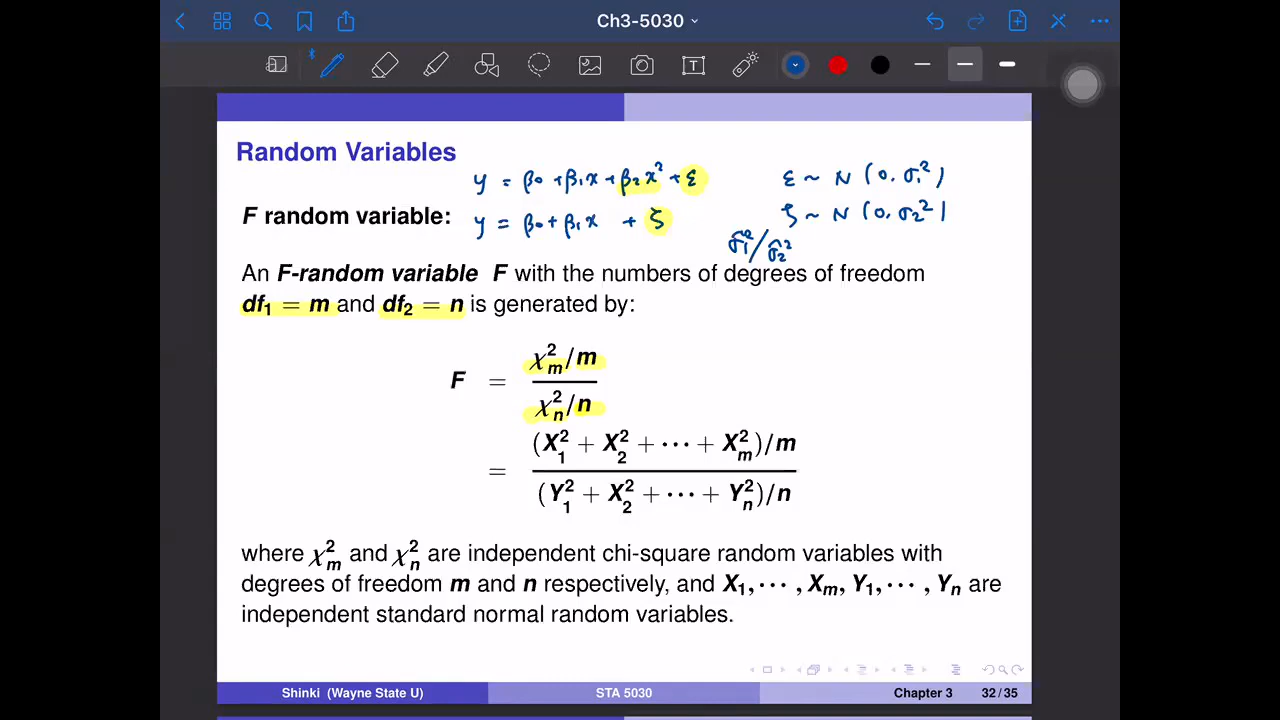 Ch3-5030
Random Variables
y = β0 + β1x + β2x² + ε
ε ~ N (0, σ1²)
F random variable:
y = β0 + β1x + ζ
ζ ~ N (0, σ2²)
σ̂1²/σ̂2²
An F-random variable F with the numbers of degrees of freedom
df1 = m and df2 = n is generated by:
F = χ²m/m
χ²n/n
= (X1² + X2² + ⋯ + Xm²)/m
(Y1² + X2² + ⋯ + Yn²)/n
where χ²m and χ²n are independent chi-square random variables with
degrees of freedom m and n respectively, and X1, ⋯ , Xm, Y1, ⋯ , Yn are
independent standard normal random variables.
Shinki (Wayne State U) STA 5030 Chapter 3 32 / 35